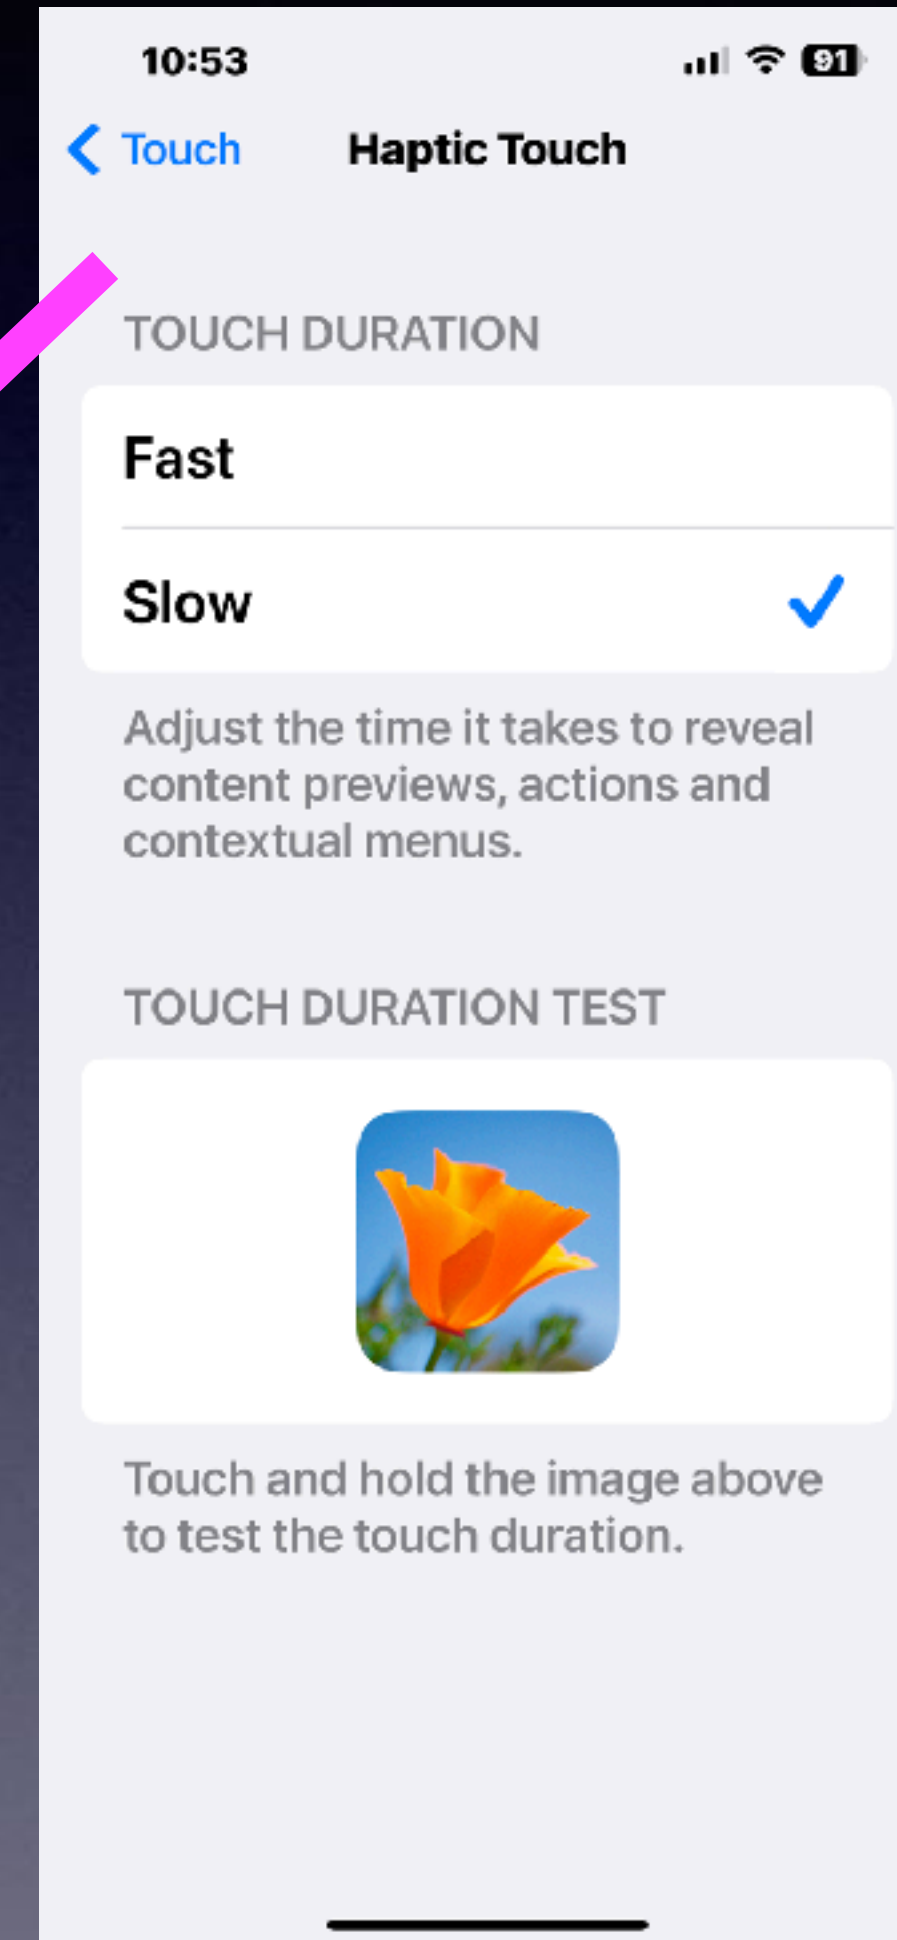 10:53
91
Touch
Haptic Touch
TOUCH DURATION
Fast
Slow
Adjust the time it takes to reveal
content previews, actions and
contextual menus.
TOUCH DURATION TEST
Touch and hold the image above
to test the touch duration.